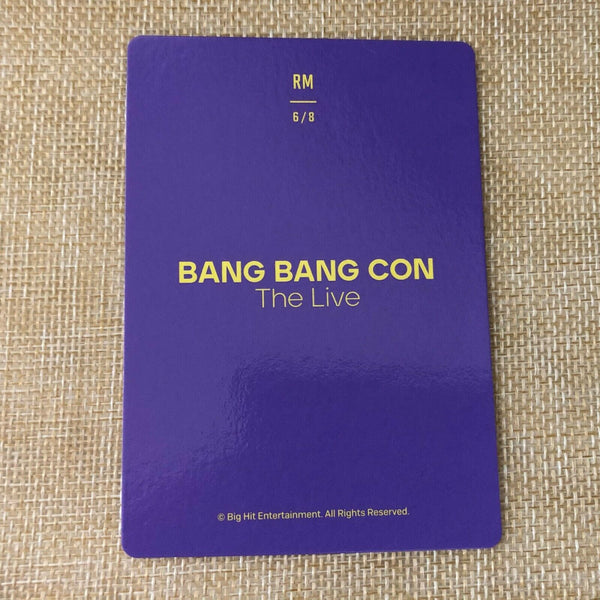 RM
6/8
BANG BANG CON
The Live
© Big Hit Entertainment. All Rights Reserved.